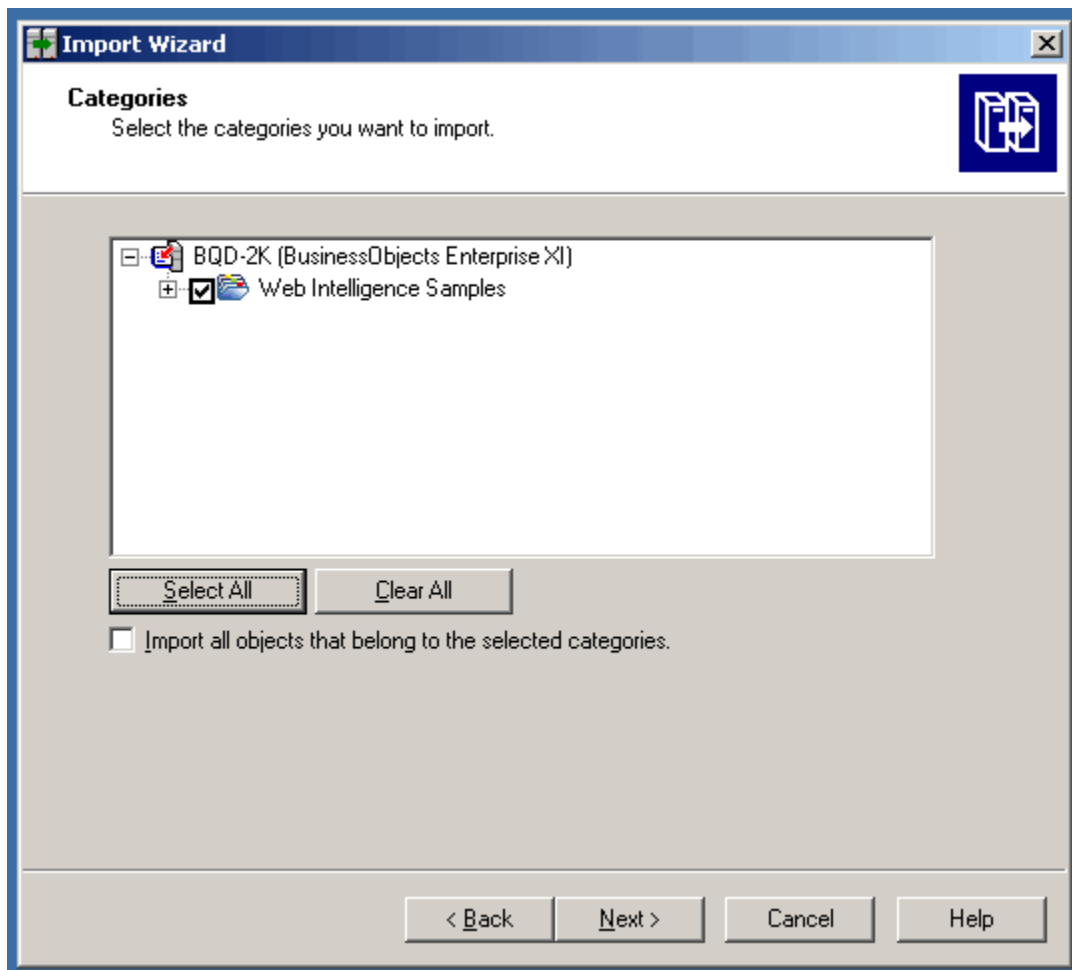 Import Wizard
Categories
Select the categories you want to import.
BQD-2K (BusinessObjects Enterprise XI)
Web Intelligence Samples
Select All
Clear All
Import all objects that belong to the selected categories.
< Back
Next >
Cancel
Help